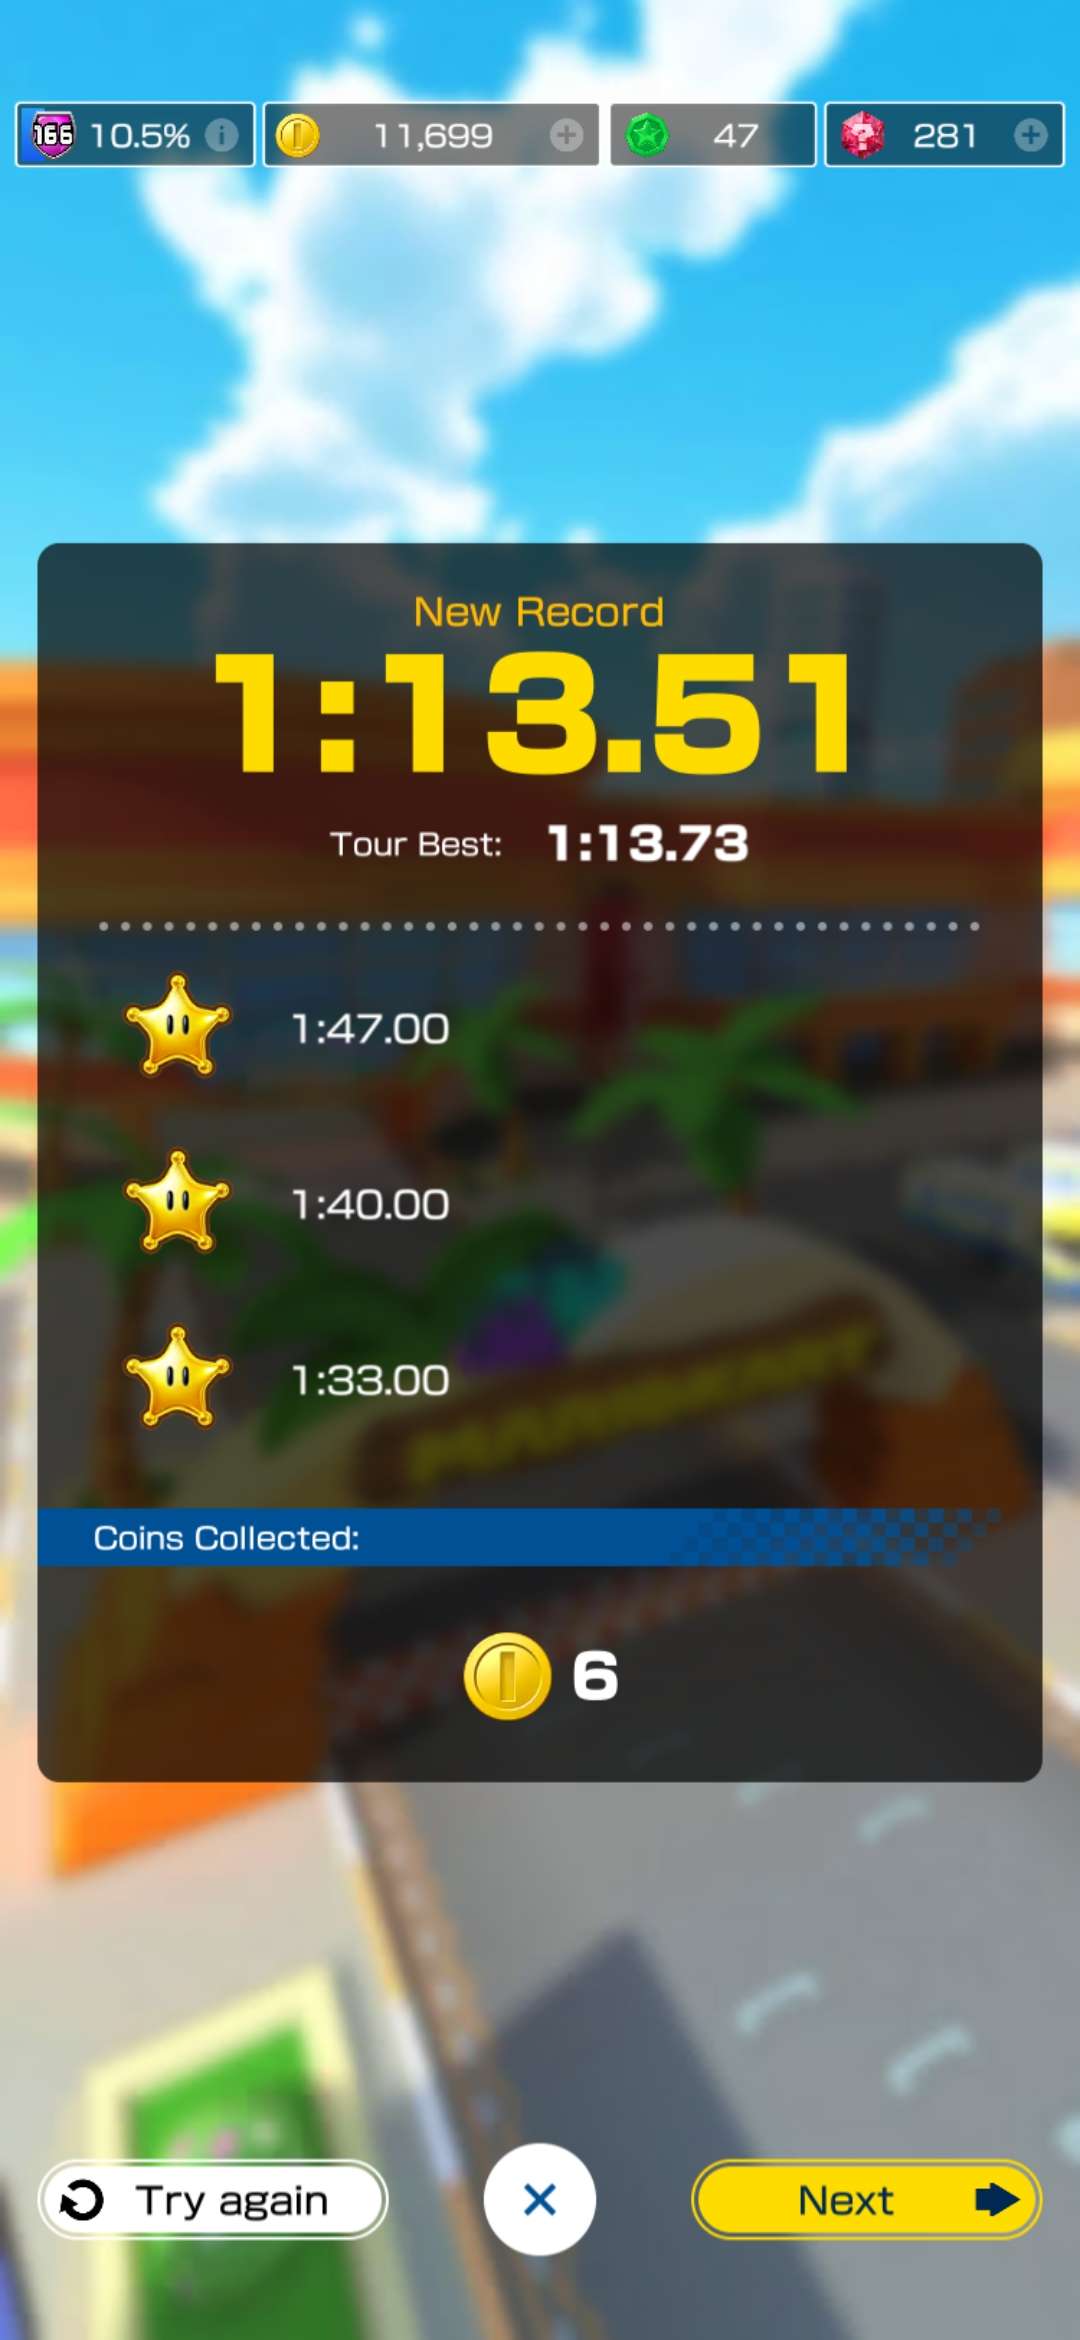 166 10.5% i 11,699 + 47 ? 281 +
New Record
1:13.51
Tour Best: 1:13.73
1:47.00
1:40.00
1:33.00
MARIOKART
Coins Collected:
6
Try again × Next